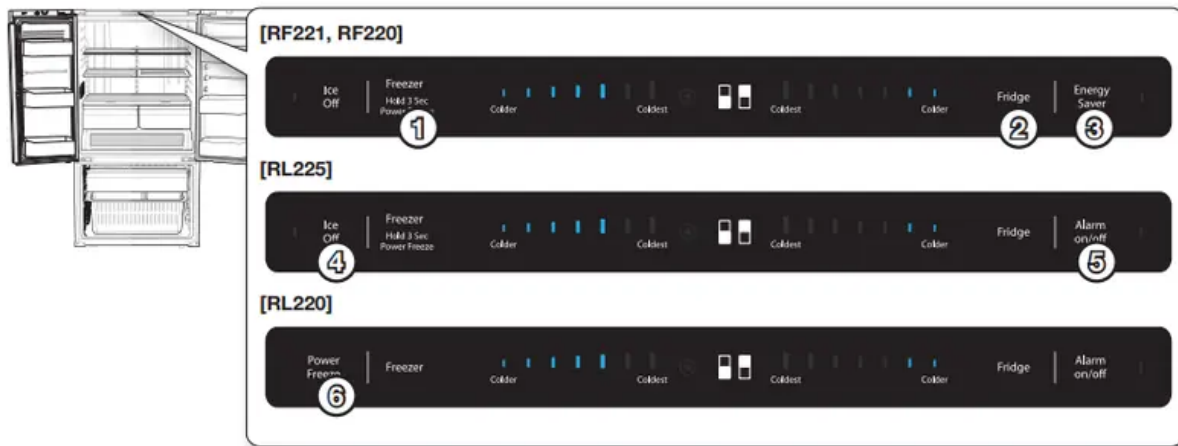 [RF221, RF220]
Ice
Off
Freezer
Hold 3 Sec
Power
1
Colder
Coldest
Coldest
Colder
Fridge
2
Energy
Saver
3
[RL225]
Ice
Off
4
Freezer
Hold 3 Sec
Power Freeze
Colder
Coldest
Coldest
Colder
Fridge
Alarm
on/off
5
[RL220]
Power
Freeze
6
Freezer
Colder
Coldest
Coldest
Colder
Fridge
Alarm
on/off